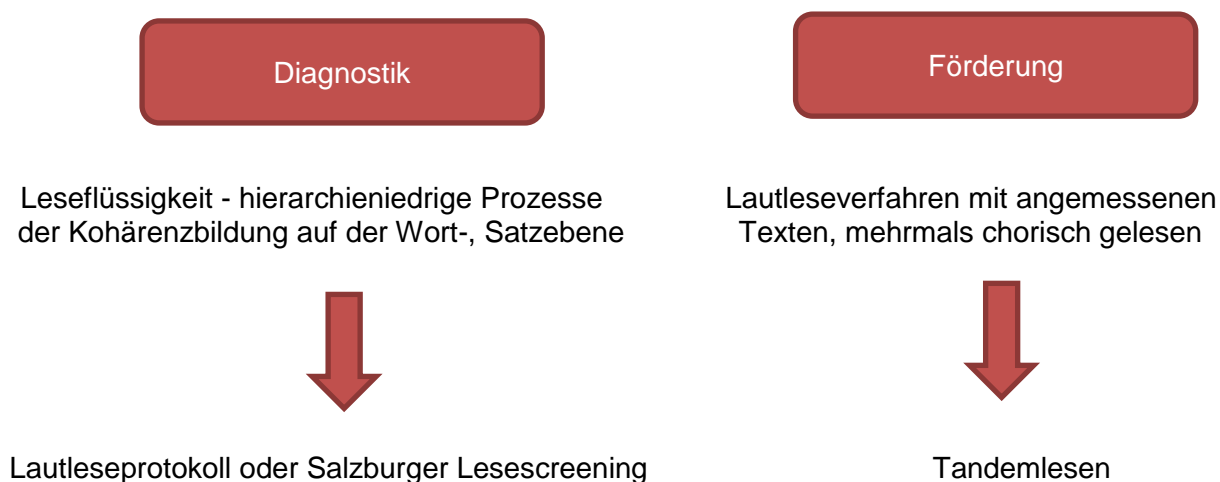 Diagnostik
Förderung
Leseflüssigkeit - hierarchieniedrige Prozesse
der Kohärenzbildung auf der Wort-, Satzebene
Lautleseverfahren mit angemessenen
Texten, mehrmals chorisch gelesen
Lautleseprotokoll oder Salzburger Lesescreening
Tandemlesen